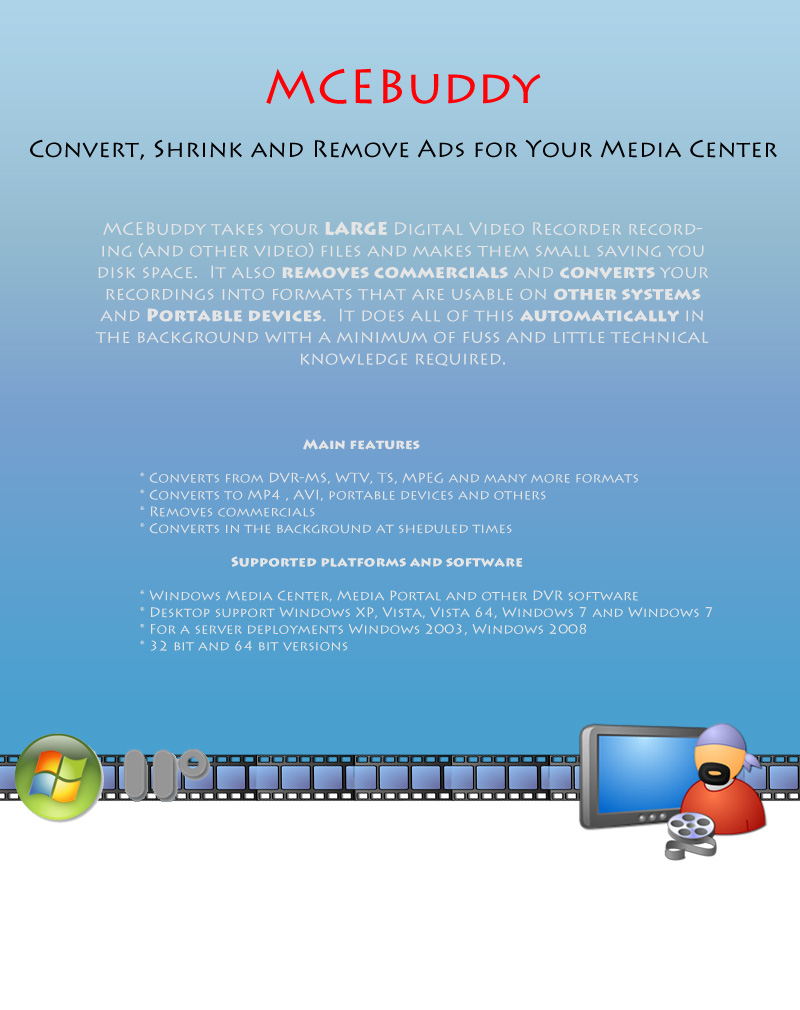 MCEBuddy
Convert, Shrink and Remove Ads for Your Media Center
MCEBuddy takes your LARGE Digital Video Recorder record-
ing (and other video) files and makes them small saving you
disk space. It also removes commercials and converts your
recordings into formats that are usable on other systems
and Portable devices. It does all of this automatically in
the background with a minimum of fuss and little technical
knowledge required.
Main features
* Converts from DVR-MS, WTV, TS, MPEG and many more formats
* Converts to MP4 , AVI, portable devices and others
* Removes commercials
* Converts in the background at sheduled times
Supported platforms and software
* Windows Media Center, Media Portal and other DVR software
* Desktop support Windows XP, Vista, Vista 64, Windows 7 and Windows 7
* For a server deployments Windows 2003, Windows 2008
* 32 bit and 64 bit versions